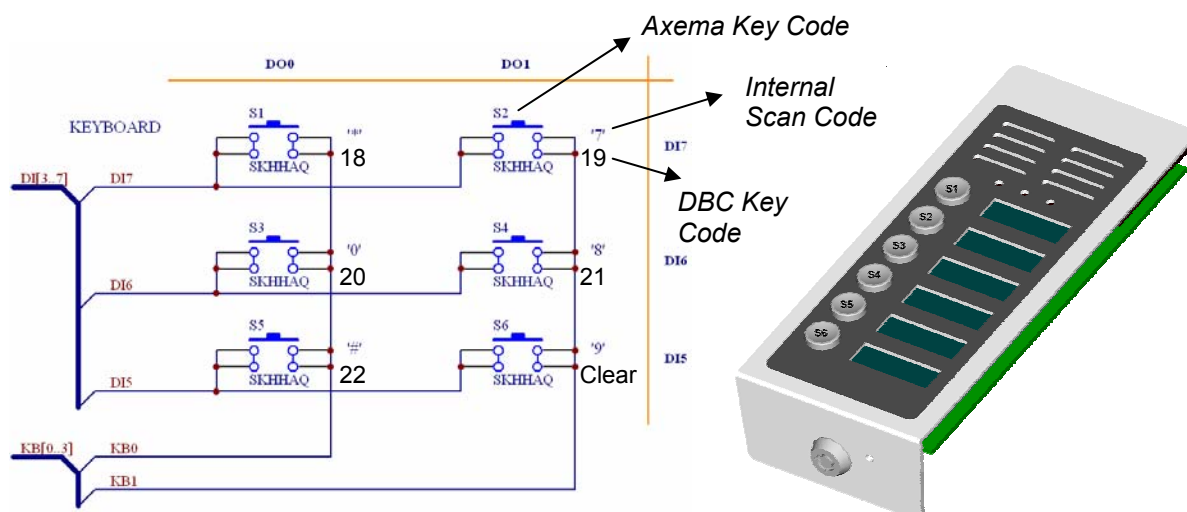 Axema Key Code
DO0 DO1
Internal
Scan Code
S1 S2
KEYBOARD '*' '7'
18 19 DI7
SKHHAQ SKHHAQ
DI[3..7] DI7
DBC Key
Code
S3 S4
'0' '8' DI6
20 21
SKHHAQ SKHHAQ
DI6
S5 S6
'#' '9' DI5
22 Clear
SKHHAQ SKHHAQ
DI5
KB[0..3] KB0
KB1
S1
S2
S3
S4
S5
S6